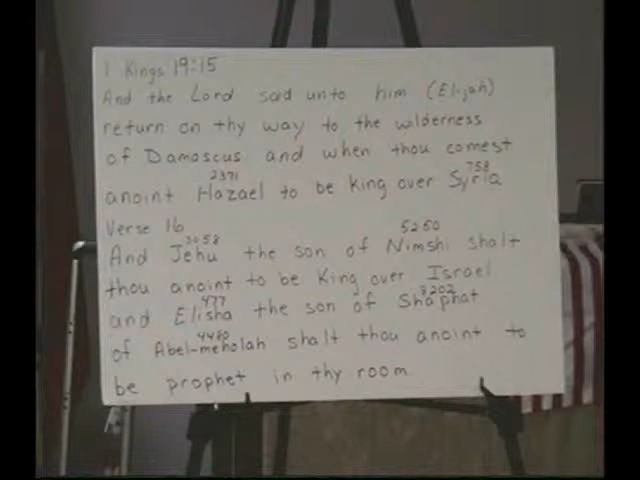 1 Kings 19:15
And the Lord said unto him (Elijah)
return on thy way to the wilderness
of Damascus and when thou comest
2371 758
anoint Hazael to be king over Syria
Verse 16
3058 5250
And Jehu the son of Nimshi shalt
thou anoint to be King over Israel
477 8202
and Elisha the son of Shaphat
4480
of Abel-meholah shalt thou anoint to
be prophet in thy room